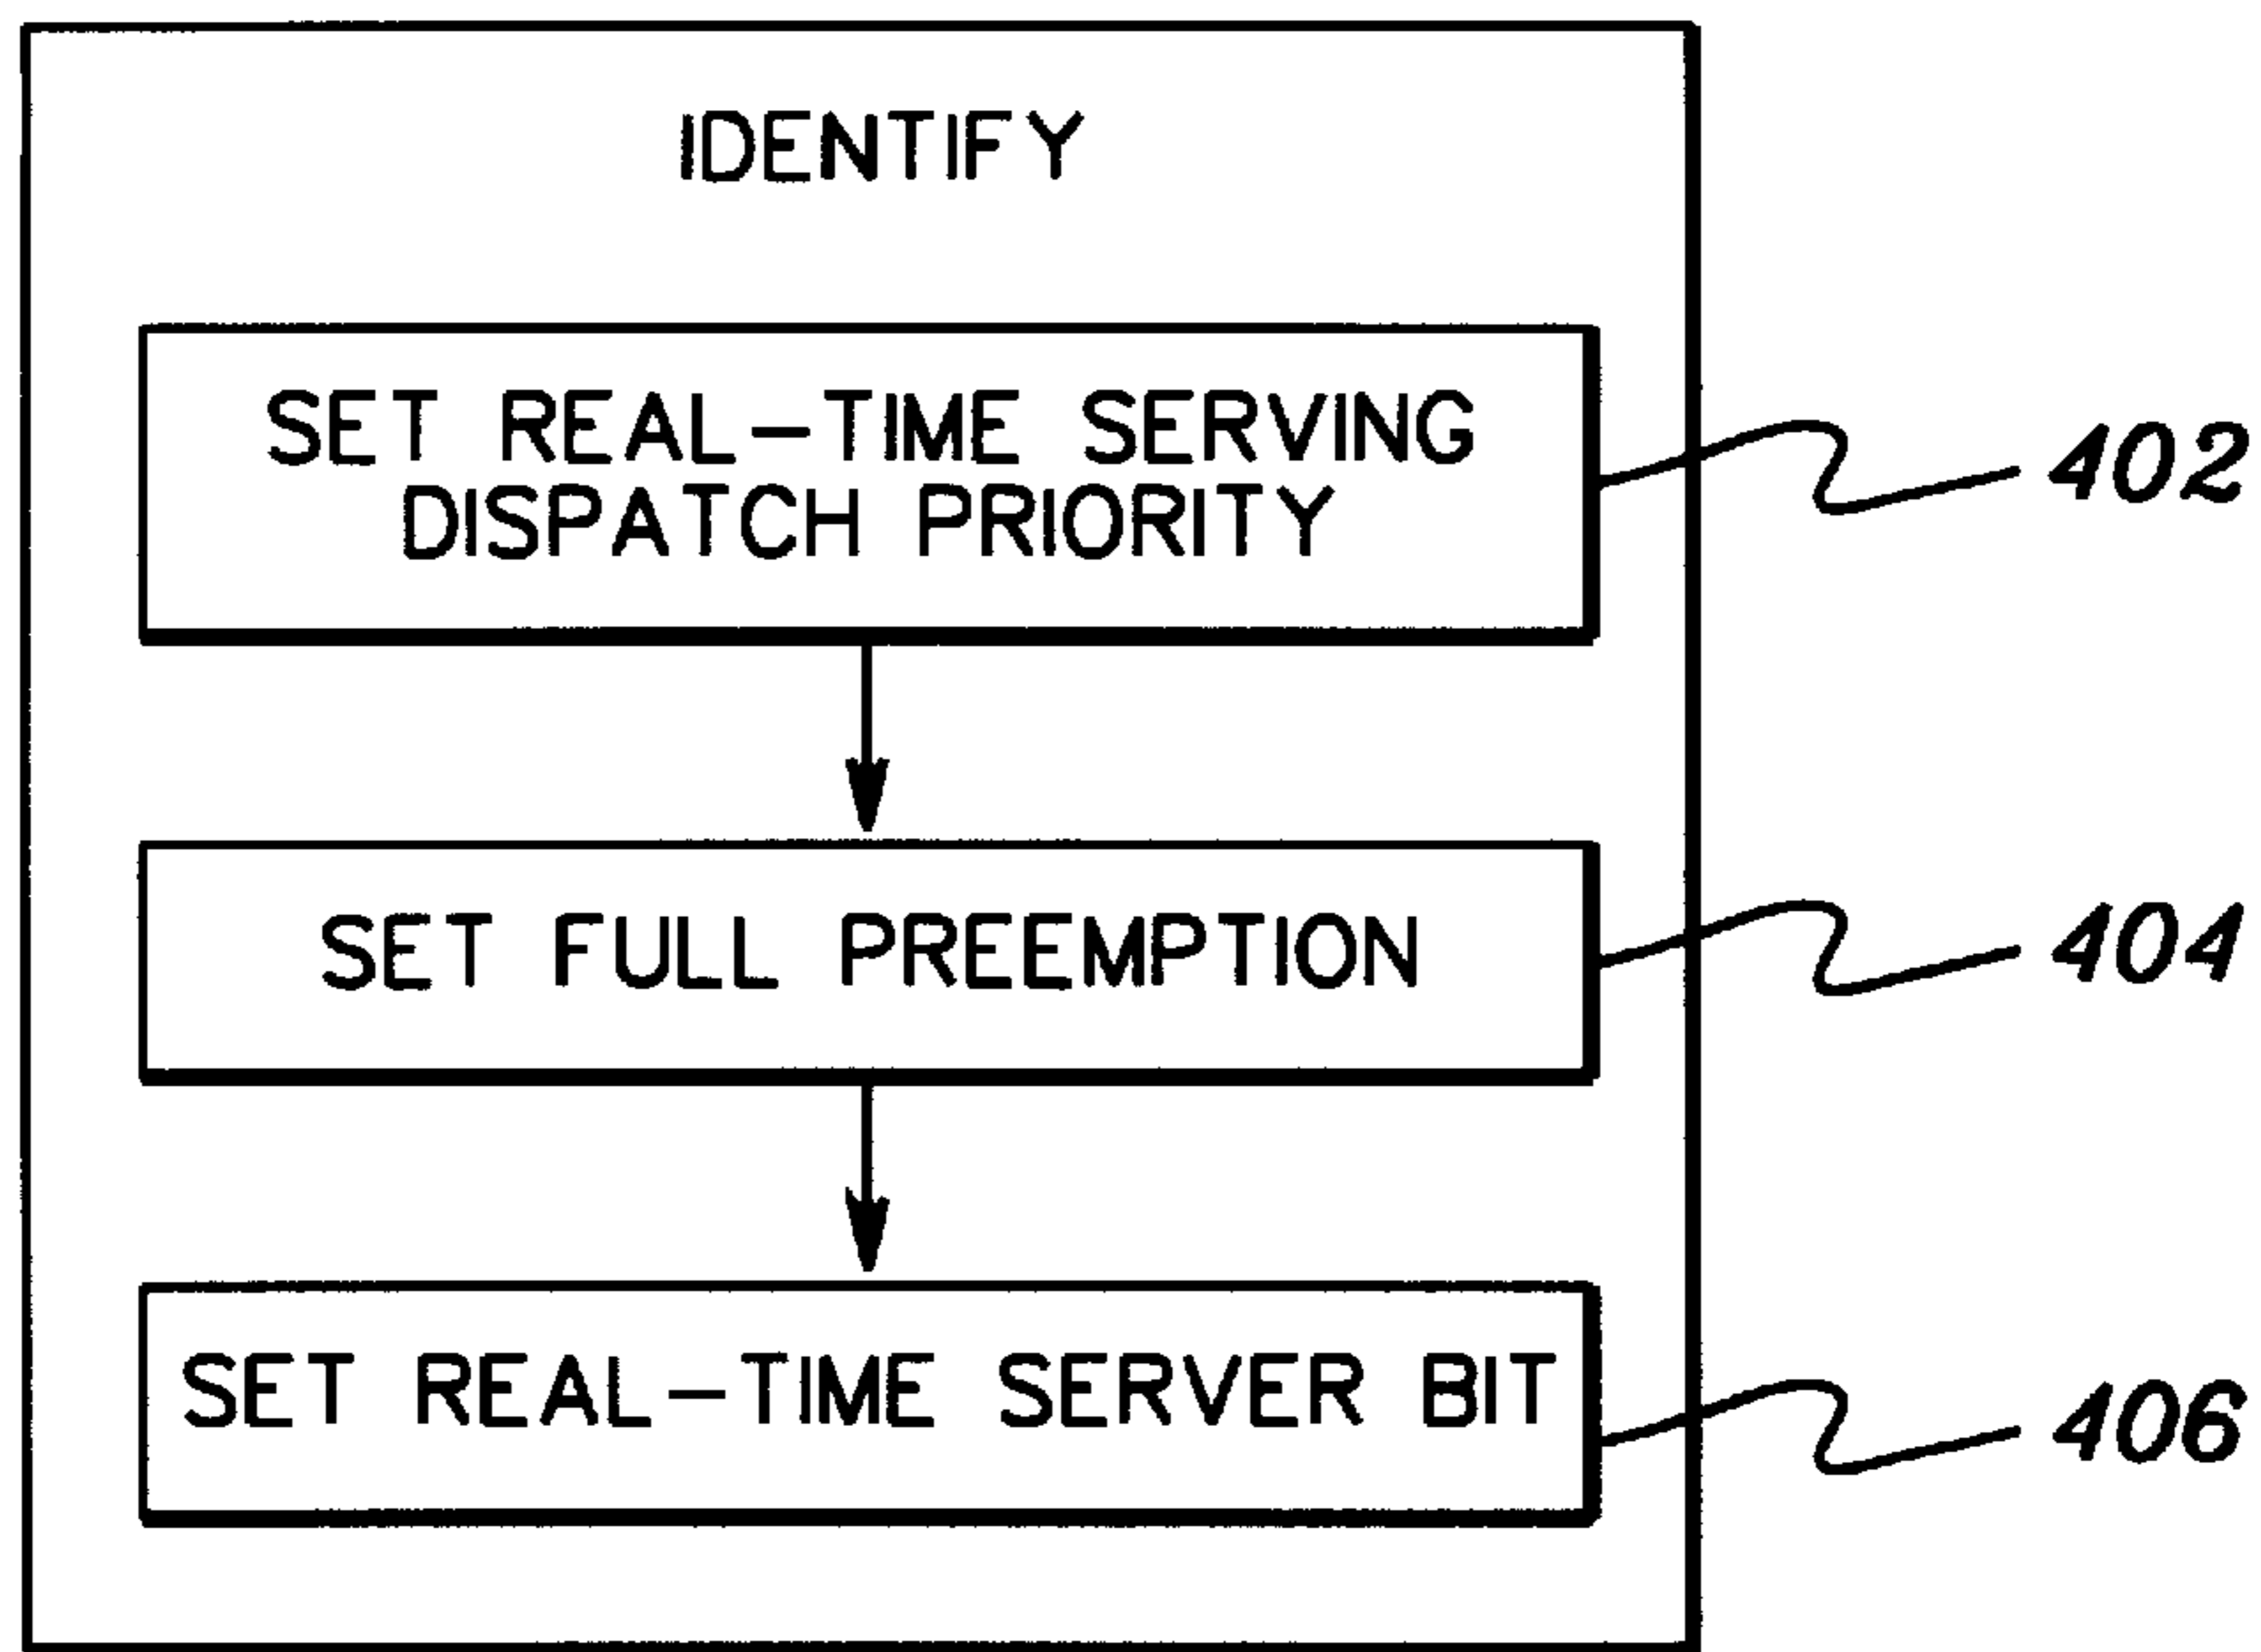 IDENTIFY
SET REAL-TIME SERVING
DISPATCH PRIORITY
402
SET FULL PREEMPTION
404
SET REAL-TIME SERVER BIT
406